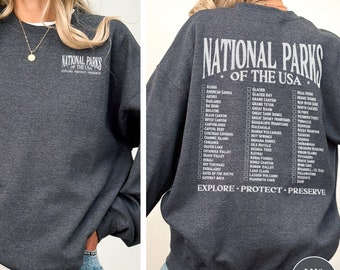 NATIONAL PARKS
OF THE USA
EXPLORE PROTECT PRESERVE
NATIONAL PARKS
OF THE USA
ACADIA
AMERICAN SAMOA
ARCHES
BADLANDS
BIG BEND
BISCAYNE
BLACK CANYON
BRYCE CANYON
CANYONLANDS
CAPITOL REEF
CARLSBAD CAVERNS
CHANNEL ISLANDS
CONGAREE
CRATER LAKE
CUYAHOGA VALLEY
DEATH VALLEY
DENALI
DRY TORTUGAS
EVERGLADES
GATES OF THE ARCTIC
GATEWAY ARCH
GLACIER
GLACIER BAY
GRAND CANYON
GRAND TETON
GREAT BASIN
GREAT SAND DUNES
GREAT SMOKY MOUNTAINS
GUADALUPE MOUNTAINS
HALEAKALA
HOT SPRINGS
INDIANA DUNES
ISLE ROYALE
JOSHUA TREE
KATMAI
KENAI FJORDS
KINGS CANYON
KOBUK VALLEY
LAKE CLARK
LASSEN VOLCANIC
MAMMOTH CAVE
MESA VERDE
MOUNT RAINIER
NEW RIVER GORGE
NORTH CASCADES
OLYMPIC
PETRIFIED FOREST
PINNACLES
REDWOOD
ROCKY MOUNTAIN
SAGUARO
SEQUOIA
SHENANDOAH
VOYAGEURS
WHITE SANDS
WIND CAVE
YELLOWSTONE
YOSEMITE
ZION
EXPLORE • PROTECT • PRESERVE